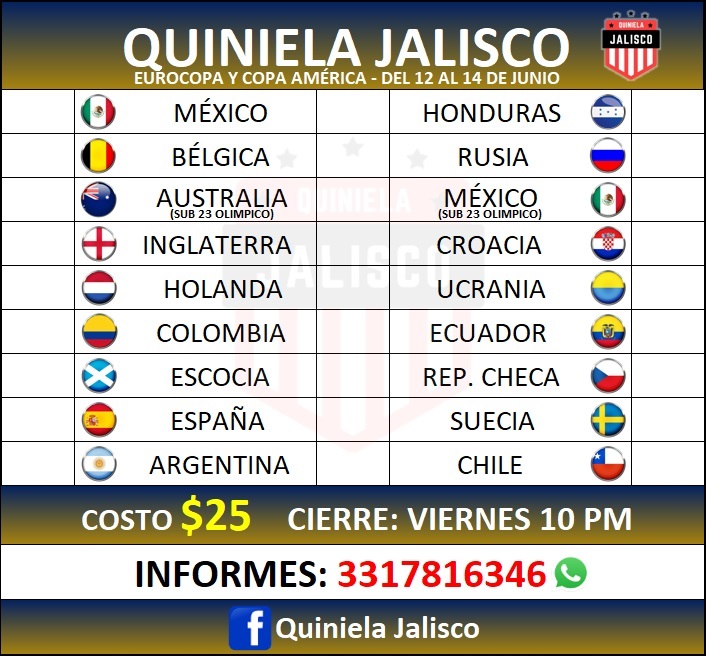 QUINIELA JALISCO
JALISCO
EUROCOPA Y COPA AMÉRICA - DEL 12 AL 14 DE JUNIO
MÉXICO HONDURAS
BÉLGICA RUSIA
AUSTRALIA MÉXICO
(SUB 23 OLIMPICO) (SUB 23 OLIMPICO)
QUINIELA
INGLATERRA CROACIA
JALISCO
HOLANDA UCRANIA
COLOMBIA ECUADOR
ESCOCIA REP. CHECA
ESPAÑA SUECIA
ARGENTINA CHILE
COSTO $25 CIERRE: VIERNES 10 PM
INFORMES: 3317816346
f Quiniela Jalisco